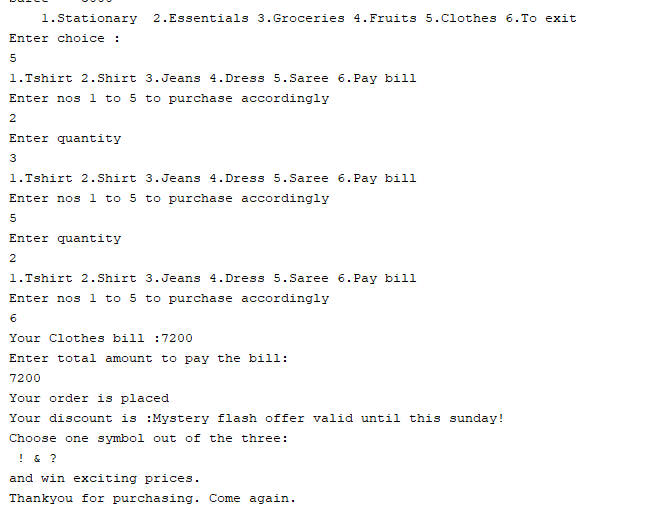 1.Stationary  2.Essentials 3.Groceries 4.Fruits 5.Clothes 6.To exit
Enter choice :
5
1.Tshirt 2.Shirt 3.Jeans 4.Dress 5.Saree 6.Pay bill
Enter nos 1 to 5 to purchase accordingly
2
Enter quantity
3
1.Tshirt 2.Shirt 3.Jeans 4.Dress 5.Saree 6.Pay bill
Enter nos 1 to 5 to purchase accordingly
5
Enter quantity
2
1.Tshirt 2.Shirt 3.Jeans 4.Dress 5.Saree 6.Pay bill
Enter nos 1 to 5 to purchase accordingly
6
Your Clothes bill :7200
Enter total amount to pay the bill:
7200
Your order is placed
Your discount is :Mystery flash offer valid until this sunday!
Choose one symbol out of the three:
! & ?
and win exciting prices.
Thankyou for purchasing. Come again.